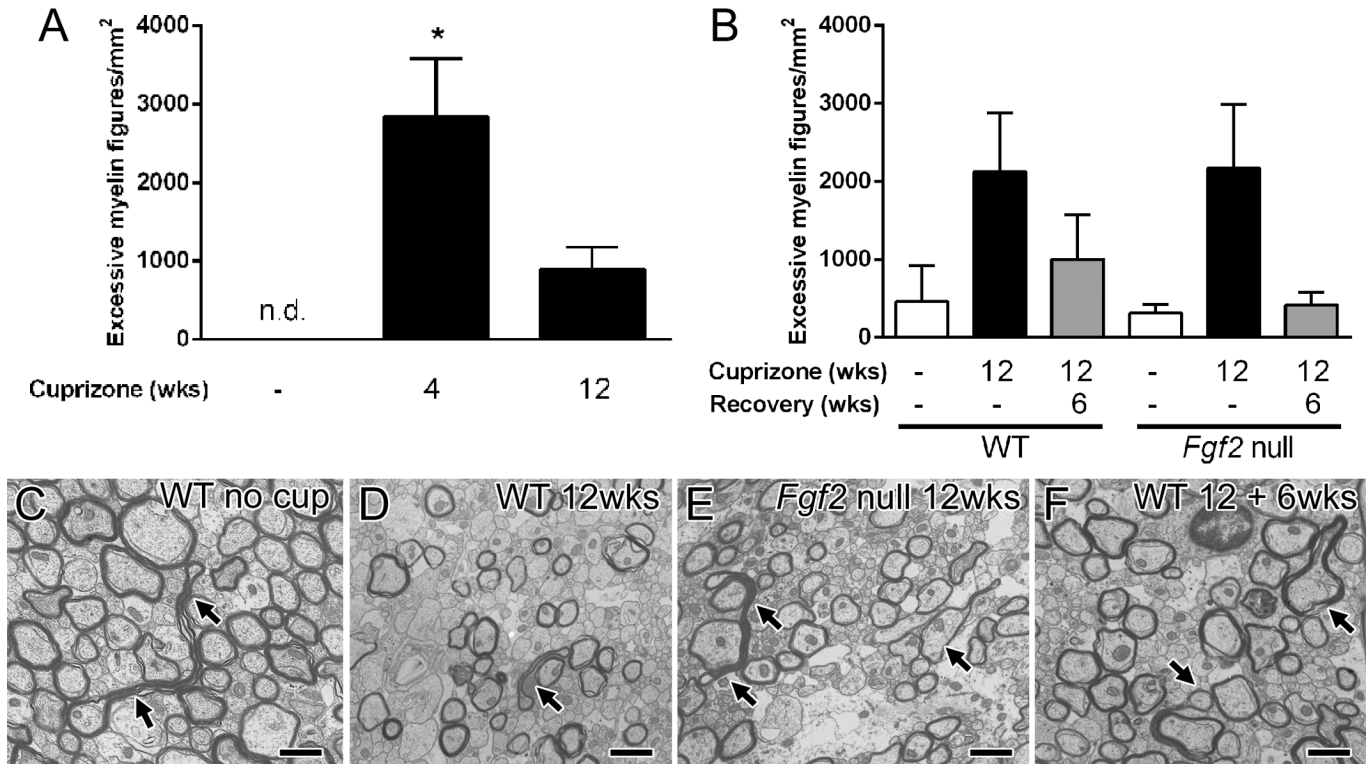 A
Excessive myelin figures/mm²
4000
3000
2000
1000
0
n.d.
*
Cuprizone (wks)
- 4 12
B
Excessive myelin figures/mm²
4000
3000
2000
1000
0
Cuprizone (wks) - 12 12 - 12 12
Recovery (wks) - - 6 - - 6
WT Fgf2 null
C WT no cup
D WT 12wks
E Fgf2 null 12wks
F WT 12 + 6wks